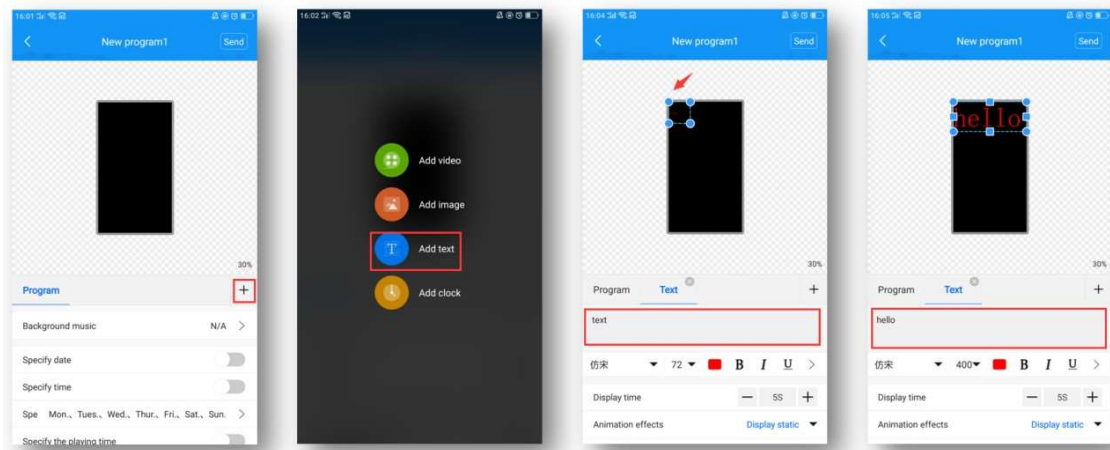 16:01
New program1
Send
30%
Program
+
Background music N/A >
Specify date
Specify time
Spe Mon.、Tues.、Wed.、Thur.、Fri.、Sat.、Sun. >
Specify the playing time
16:02
Add video
Add image
T Add text
Add clock
16:04
New program1
Send
30%
Program Text +
text
仿宋 72 B I U >
Display time — 5S +
Animation effects Display static
16:05
New program1
Send
hello
30%
Program Text +
hello
仿宋 400 B I U >
Display time — 5S +
Animation effects Display static